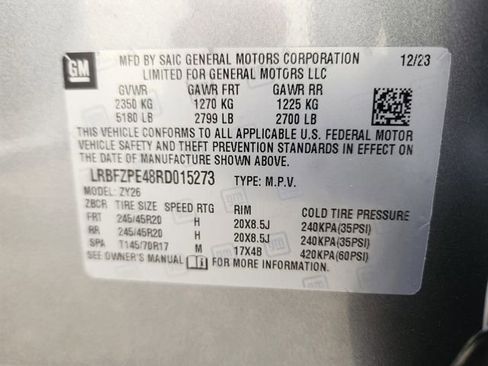 GM
MFD BY SAIC GENERAL MOTORS CORPORATION 12/23
LIMITED FOR GENERAL MOTORS LLC
GVWR GAWR FRT GAWR RR
2350 KG 1270 KG 1225 KG
5180 LB 2799 LB 2700 LB
THIS VEHICLE CONFORMS TO ALL APPLICABLE U.S. FEDERAL MOTOR
VEHICLE SAFETY AND THEFT PREVENTION STANDARDS IN EFFECT ON THE
DATE OF MANUFACTURE SHOWN ABOVE.
LRBFZPE48RD015273 TYPE: M.P.V.
MODEL: ZY26
ZBCR TIRE SIZE SPEED RTG RIM COLD TIRE PRESSURE
FRT 245/45R20 H 20X8.5J 240KPA(35PSI)
RR 245/45R20 H 20X8.5J 240KPA(35PSI)
SPA T145/70R17 M 17X4B 420KPA(60PSI)
SEE OWNER'S MANUAL FOR MORE INFORMATION.